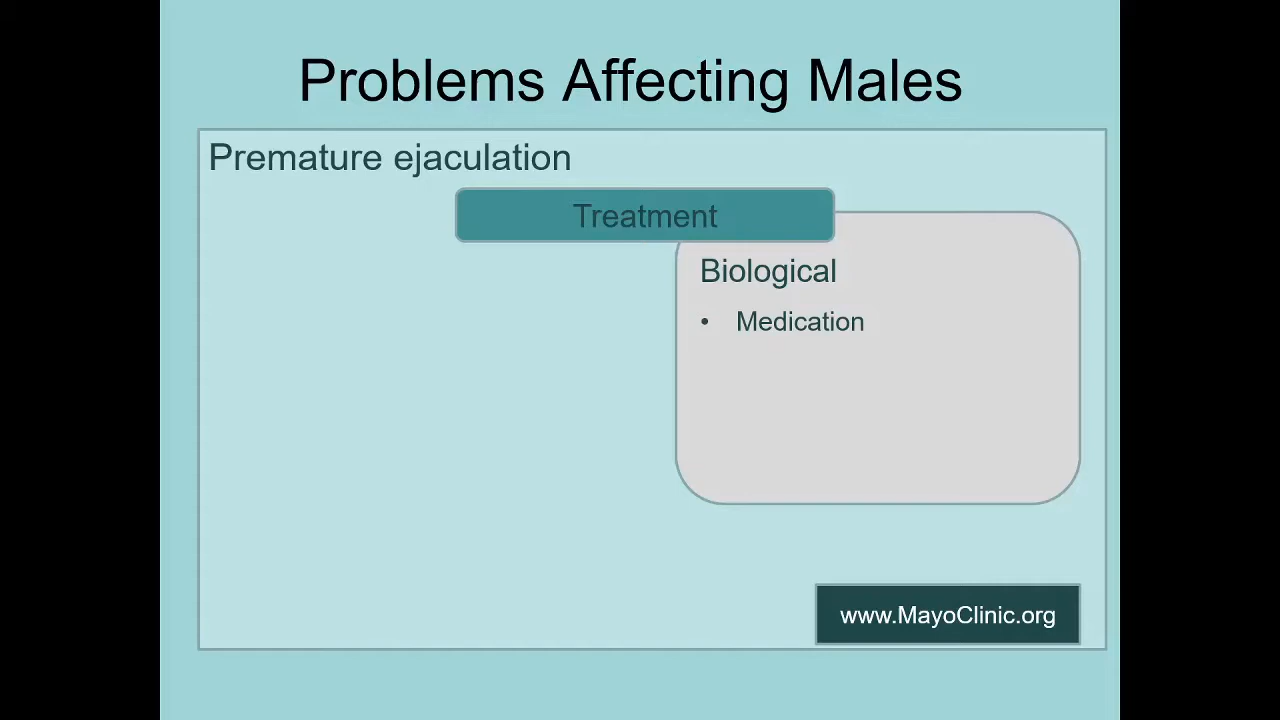 Problems Affecting Males
Premature ejaculation
Treatment
Biological
• Medication
www.MayoClinic.org